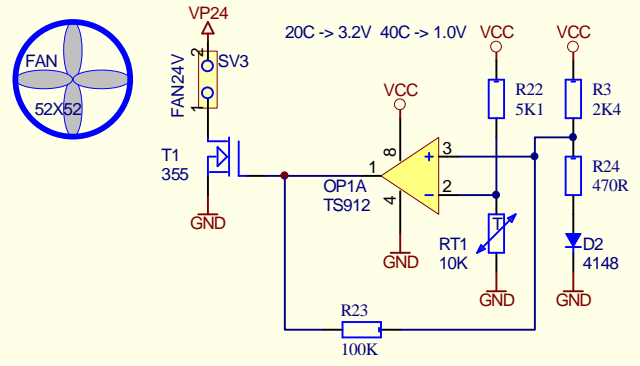 VP24
20C -> 3.2V 40C -> 1.0V
VCC
VCC
FAN
52X52
FAN24V
2
1
SV3
VCC
R22
5K1
R3
2K4
T1
355
8
3
1
2
4
OP1A
TS912
R24
470R
GND
GND
RT1
10K
T
D2
4148
GND
GND
R23
100K